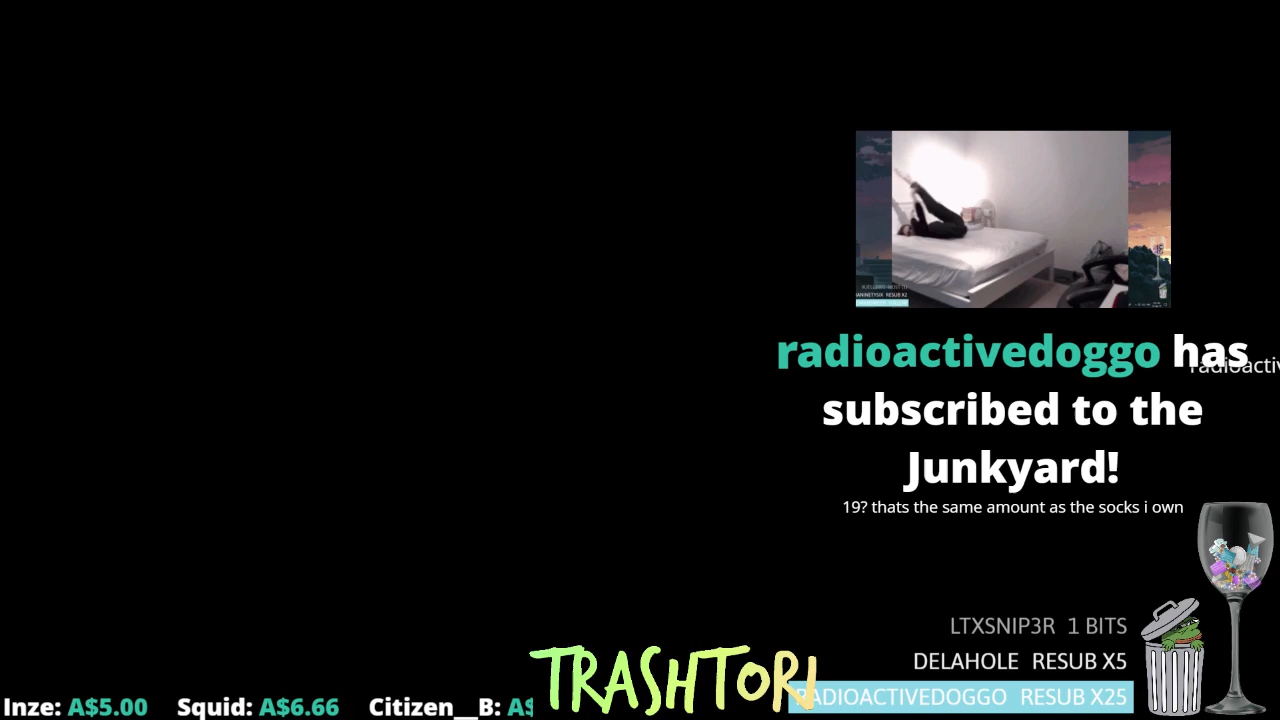 radioactivedoggo has
subscribed to the
Junkyard!
19? thats the same amount as the socks i own
LTXSNIP3R 1 BITS
DELAHOLE RESUB X5
RADIOACTIVEDOGGO RESUB X25
TRASHTORI
Inze: A$5.00 Squid: A$6.66 Citizen__B: A$